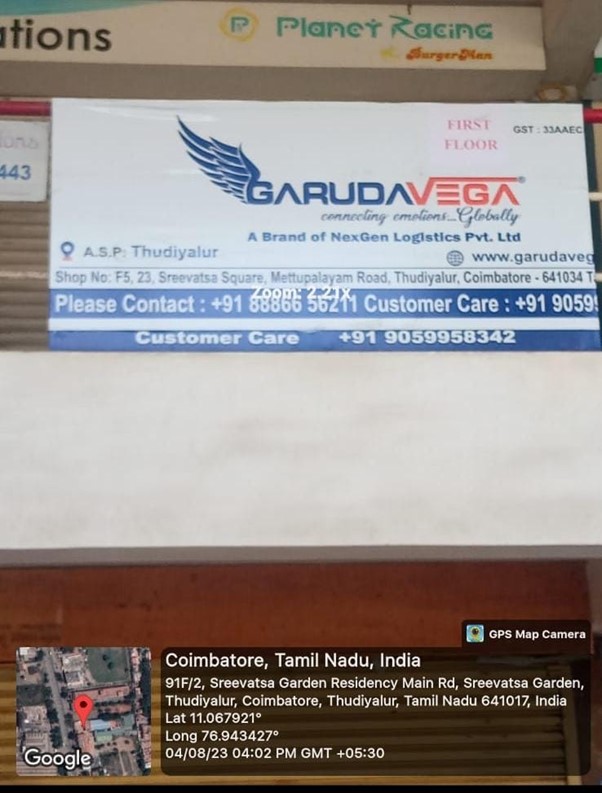 ations
Planet Racing
BurgerMan
443
FIRST
FLOOR
GST : 33AAEC
GARUDAVEGA®
connecting emotions...Globally
A Brand of NexGen Logistics Pvt. Ltd
A.S.P: Thudiyalur
www.garudaveg
Shop No: F5, 23, Sreevatsa Square, Mettupalayam Road, Thudiyalur, Coimbatore - 641034 T
Zoom: 2.21x
Please Contact : +91 88866 56211 Customer Care : +91 9059
Customer Care +91 9059958342
GPS Map Camera
Coimbatore, Tamil Nadu, India
91F/2, Sreevatsa Garden Residency Main Rd, Sreevatsa Garden,
Thudiyalur, Coimbatore, Thudiyalur, Tamil Nadu 641017, India
Lat 11.067921°
Long 76.943427°
04/08/23 04:02 PM GMT +05:30
Google